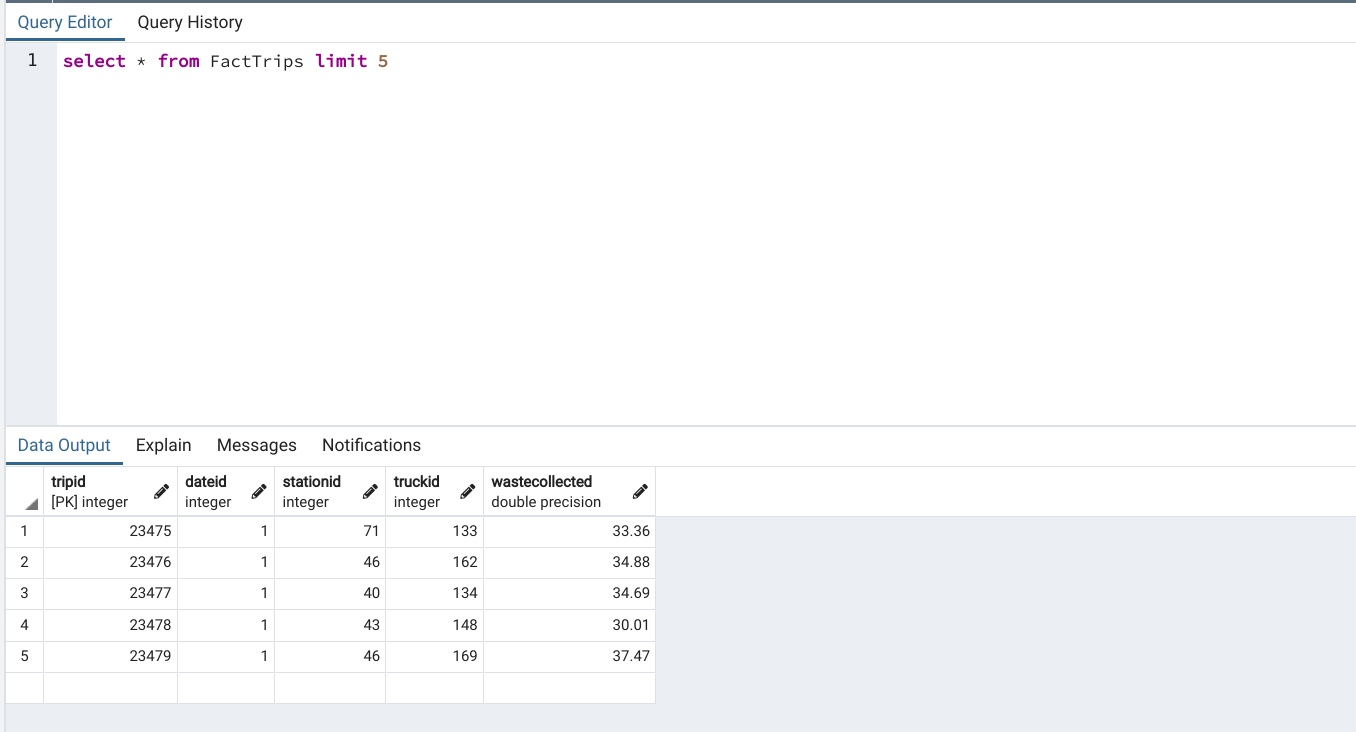 Query Editor Query History
1 select * from FactTrips limit 5
Data Output Explain Messages Notifications
tripid dateid stationid truckid wastecollected
[PK] integer integer integer integer double precision
1 23475 1 71 133 33.36
2 23476 1 46 162 34.88
3 23477 1 40 134 34.69
4 23478 1 43 148 30.01
5 23479 1 46 169 37.47